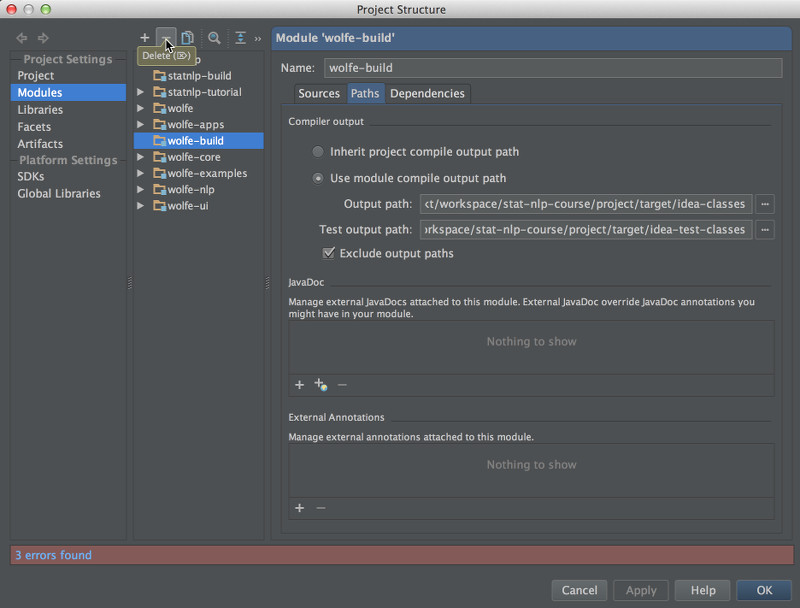 Project Structure
Project Settings
Project
Modules
Libraries
Facets
Artifacts
Platform Settings
SDKs
Global Libraries
Delete (⌦)
statnlp-build
statnlp-tutorial
wolfe
wolfe-apps
wolfe-build
wolfe-core
wolfe-examples
wolfe-nlp
wolfe-ui
Module 'wolfe-build'
Name: wolfe-build
Sources Paths Dependencies
Compiler output
Inherit project compile output path
Use module compile output path
Output path: ct/workspace/stat-nlp-course/project/target/idea-classes ...
Test output path: orkspace/stat-nlp-course/project/target/idea-test-classes ...
Exclude output paths
JavaDoc
Manage external JavaDocs attached to this module. External JavaDoc override JavaDoc annotations you
might have in your module.
Nothing to show
External Annotations
Manage external annotations attached to this module.
Nothing to show
3 errors found
Cancel Apply Help OK